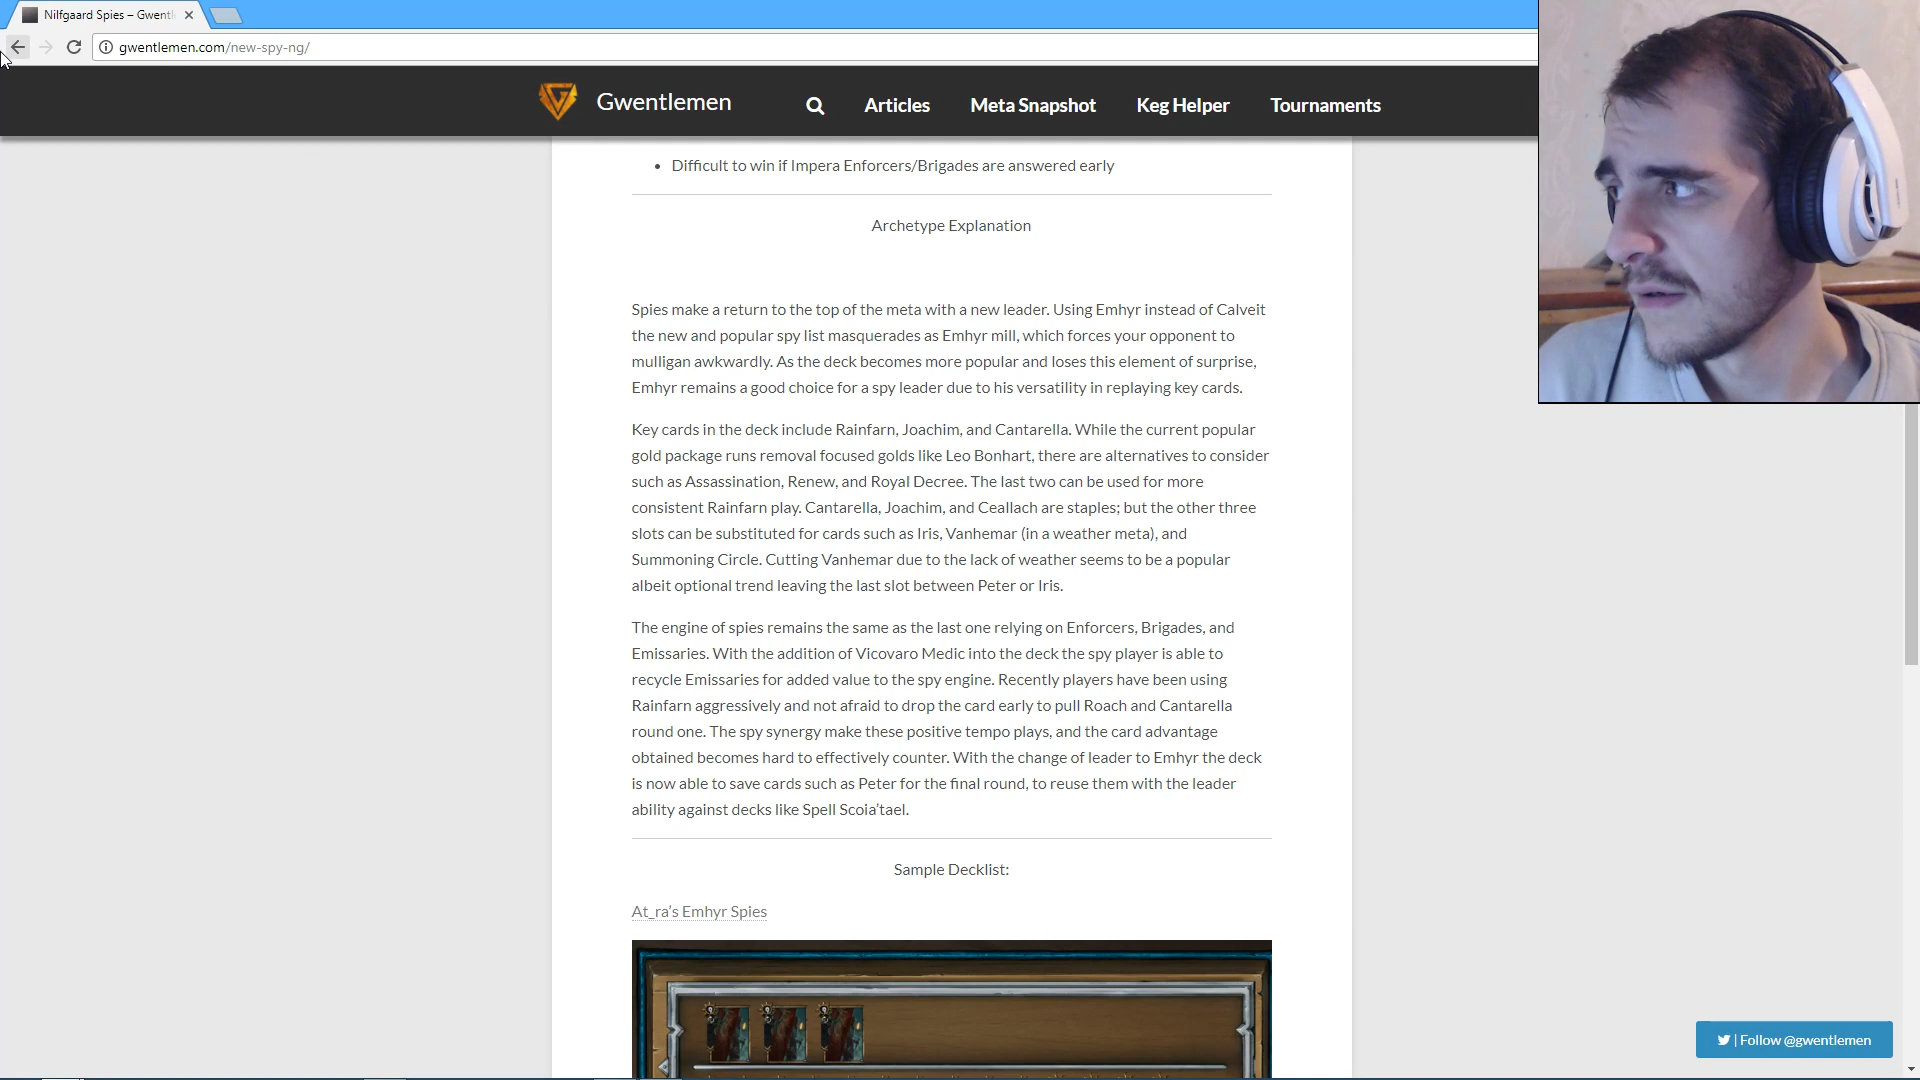 Nilfgaard Spies – Gwentl
gwentlemen.com/new-spy-ng/
Gwentlemen
Articles
Meta Snapshot
Keg Helper
Tournaments
• Difficult to win if Impera Enforcers/Brigades are answered early
Archetype Explanation
Spies make a return to the top of the meta with a new leader. Using Emhyr instead of Calveit
the new and popular spy list masquerades as Emhyr mill, which forces your opponent to
mulligan awkwardly. As the deck becomes more popular and loses this element of surprise,
Emhyr remains a good choice for a spy leader due to his versatility in replaying key cards.
Key cards in the deck include Rainfarn, Joachim, and Cantarella. While the current popular
gold package runs removal focused golds like Leo Bonhart, there are alternatives to consider
such as Assassination, Renew, and Royal Decree. The last two can be used for more
consistent Rainfarn play. Cantarella, Joachim, and Ceallach are staples; but the other three
slots can be substituted for cards such as Iris, Vanhemar (in a weather meta), and
Summoning Circle. Cutting Vanhemar due to the lack of weather seems to be a popular
albeit optional trend leaving the last slot between Peter or Iris.
The engine of spies remains the same as the last one relying on Enforcers, Brigades, and
Emissaries. With the addition of Vicovaro Medic into the deck the spy player is able to
recycle Emissaries for added value to the spy engine. Recently players have been using
Rainfarn aggressively and not afraid to drop the card early to pull Roach and Cantarella
round one. The spy synergy make these positive tempo plays, and the card advantage
obtained becomes hard to effectively counter. With the change of leader to Emhyr the deck
is now able to save cards such as Peter for the final round, to reuse them with the leader
ability against decks like Spell Scoia’tael.
Sample Decklist:
At_ra’s Emhyr Spies
| Follow @gwentlemen